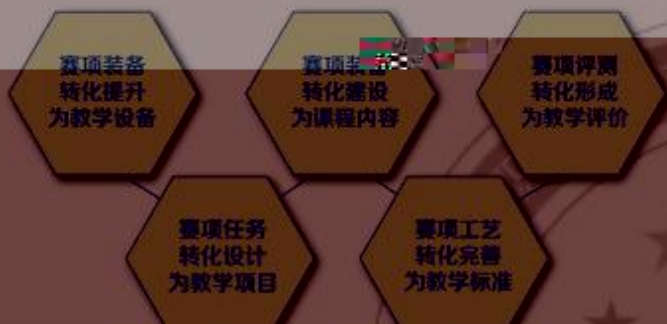 赛项装备
转化提升
为教学设备
赛项装
转化建设
为课程内容
赛项评测
转化形成
为教学评价
赛项任务
转化设计
为教学项目
赛项工艺
转化完善
为教学标准